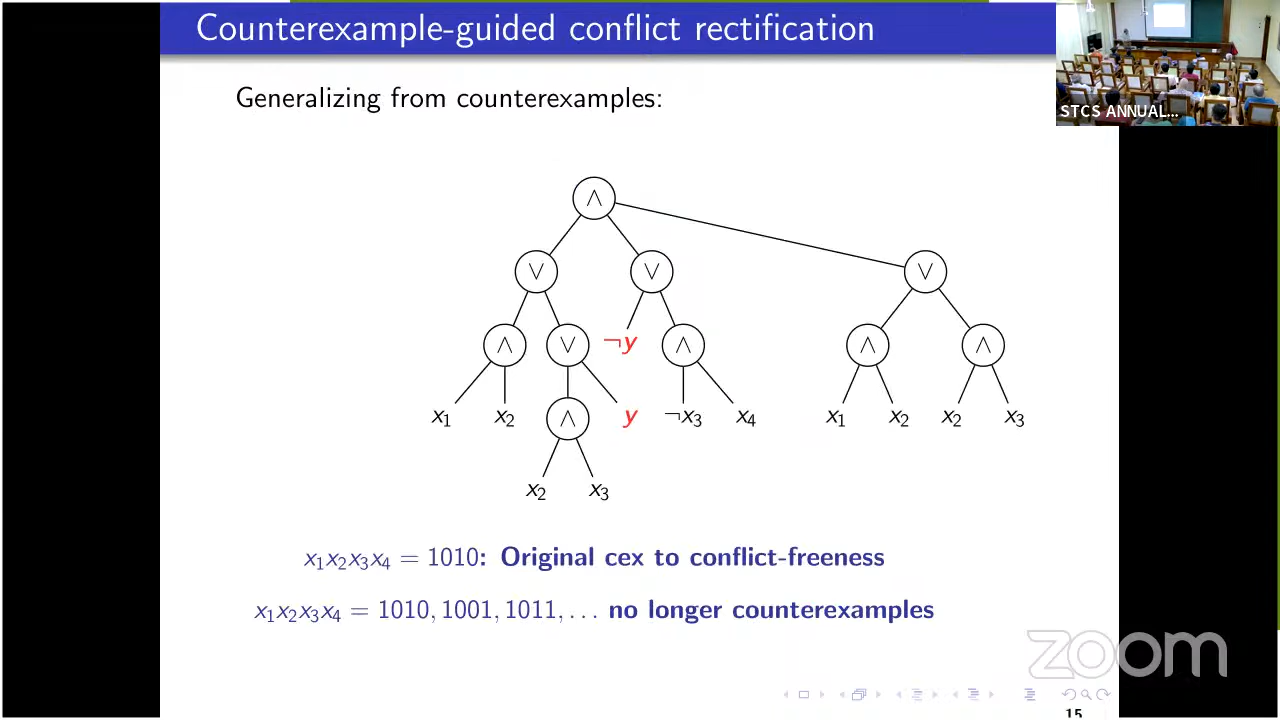 Counterexample-guided conflict rectification
STCS ANNUAL...
Generalizing from counterexamples:
∧
∨ ∨ ∨
∧ ∨ ¬y ∧ ∧ ∧
x₁ x₂ ∧ y ¬x₃ x₄ x₁ x₂ x₂ x₃
x₂ x₃
x₁x₂x₃x₄ = 1010: Original cex to conflict-freeness
x₁x₂x₃x₄ = 1010, 1001, 1011, . . . no longer counterexamples
zoom
15